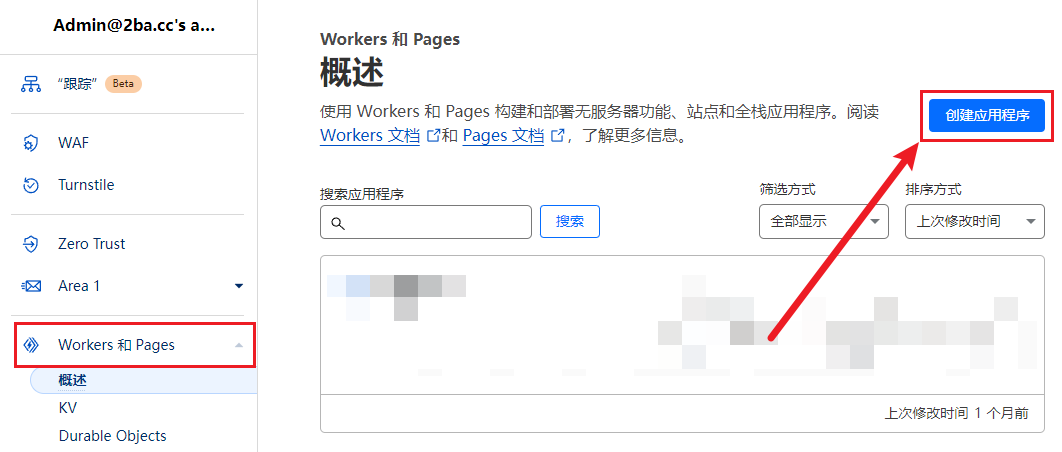 Admin@2ba.cc's a...
“跟踪” Beta
WAF
Turnstile
Zero Trust
Area 1
Workers 和 Pages
概述
KV
Durable Objects
Workers 和 Pages
概述
使用 Workers 和 Pages 构建和部署无服务器功能、站点和全栈应用程序。阅读
Workers 文档 和 Pages 文档 ，了解更多信息。
创建应用程序
搜索应用程序
搜索
筛选方式
全部显示
排序方式
上次修改时间
上次修改时间 1 个月前